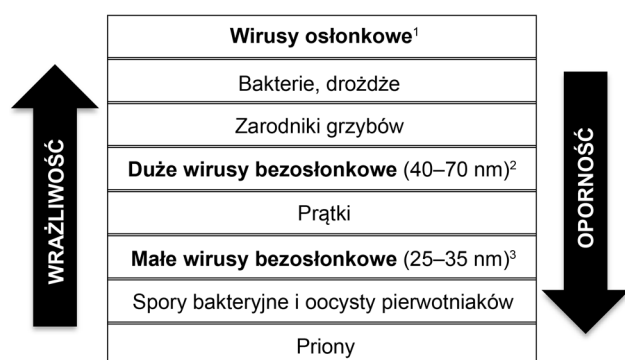 WRAŻLIWOŚĆ
Wirusy osłonkowe¹
Bakterie, drożdże
Zarodniki grzybów
Duże wirusy bezosłonkowe (40–70 nm)²
Prątki
Małe wirusy bezosłonkowe (25–35 nm)³
Spory bakteryjne i oocysty pierwotniaków
Priony
OPORNOŚĆ